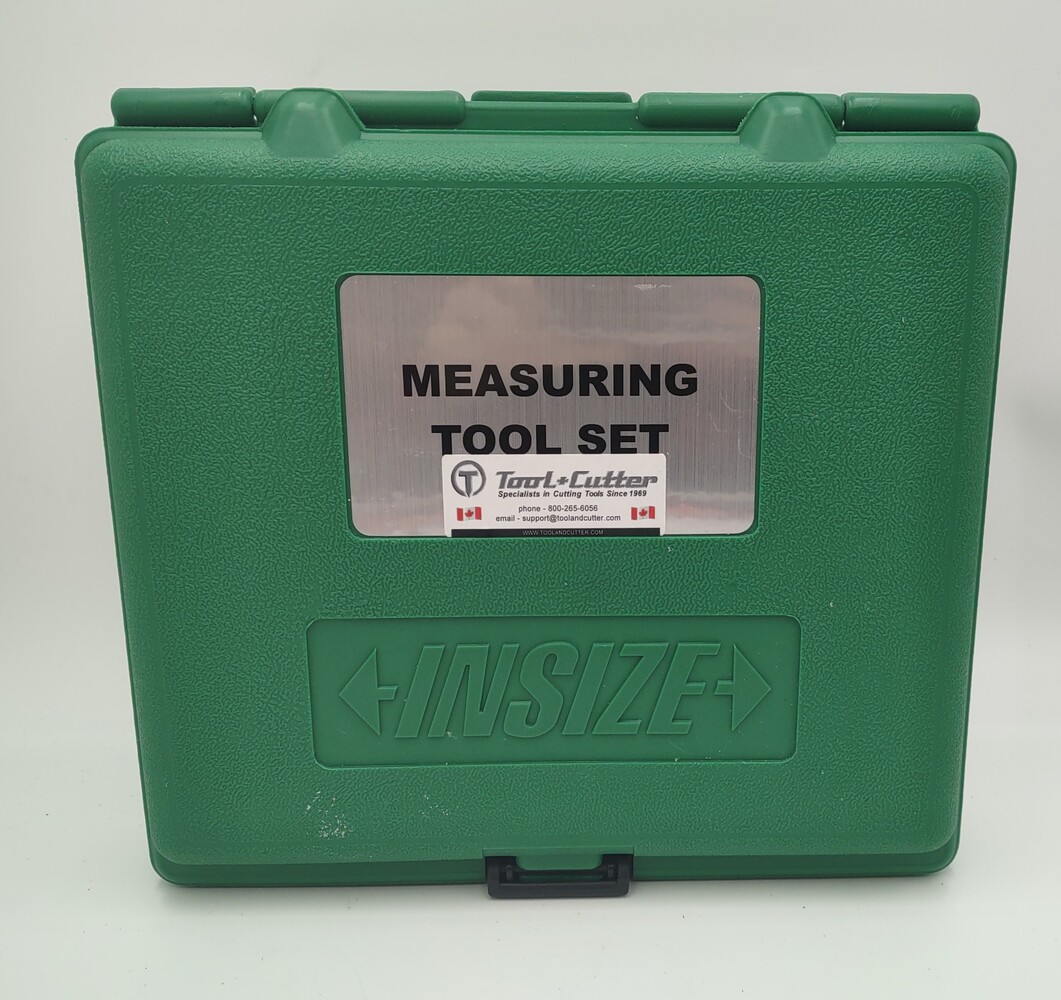 MEASURING
TOOL SET
T Tool+Cutter
Specialists in Cutting Tools Since 1969
phone - 800-265-6056
email - support@toolandcutter.com
WWW.TOOLANDCUTTER.COM
INSIZE